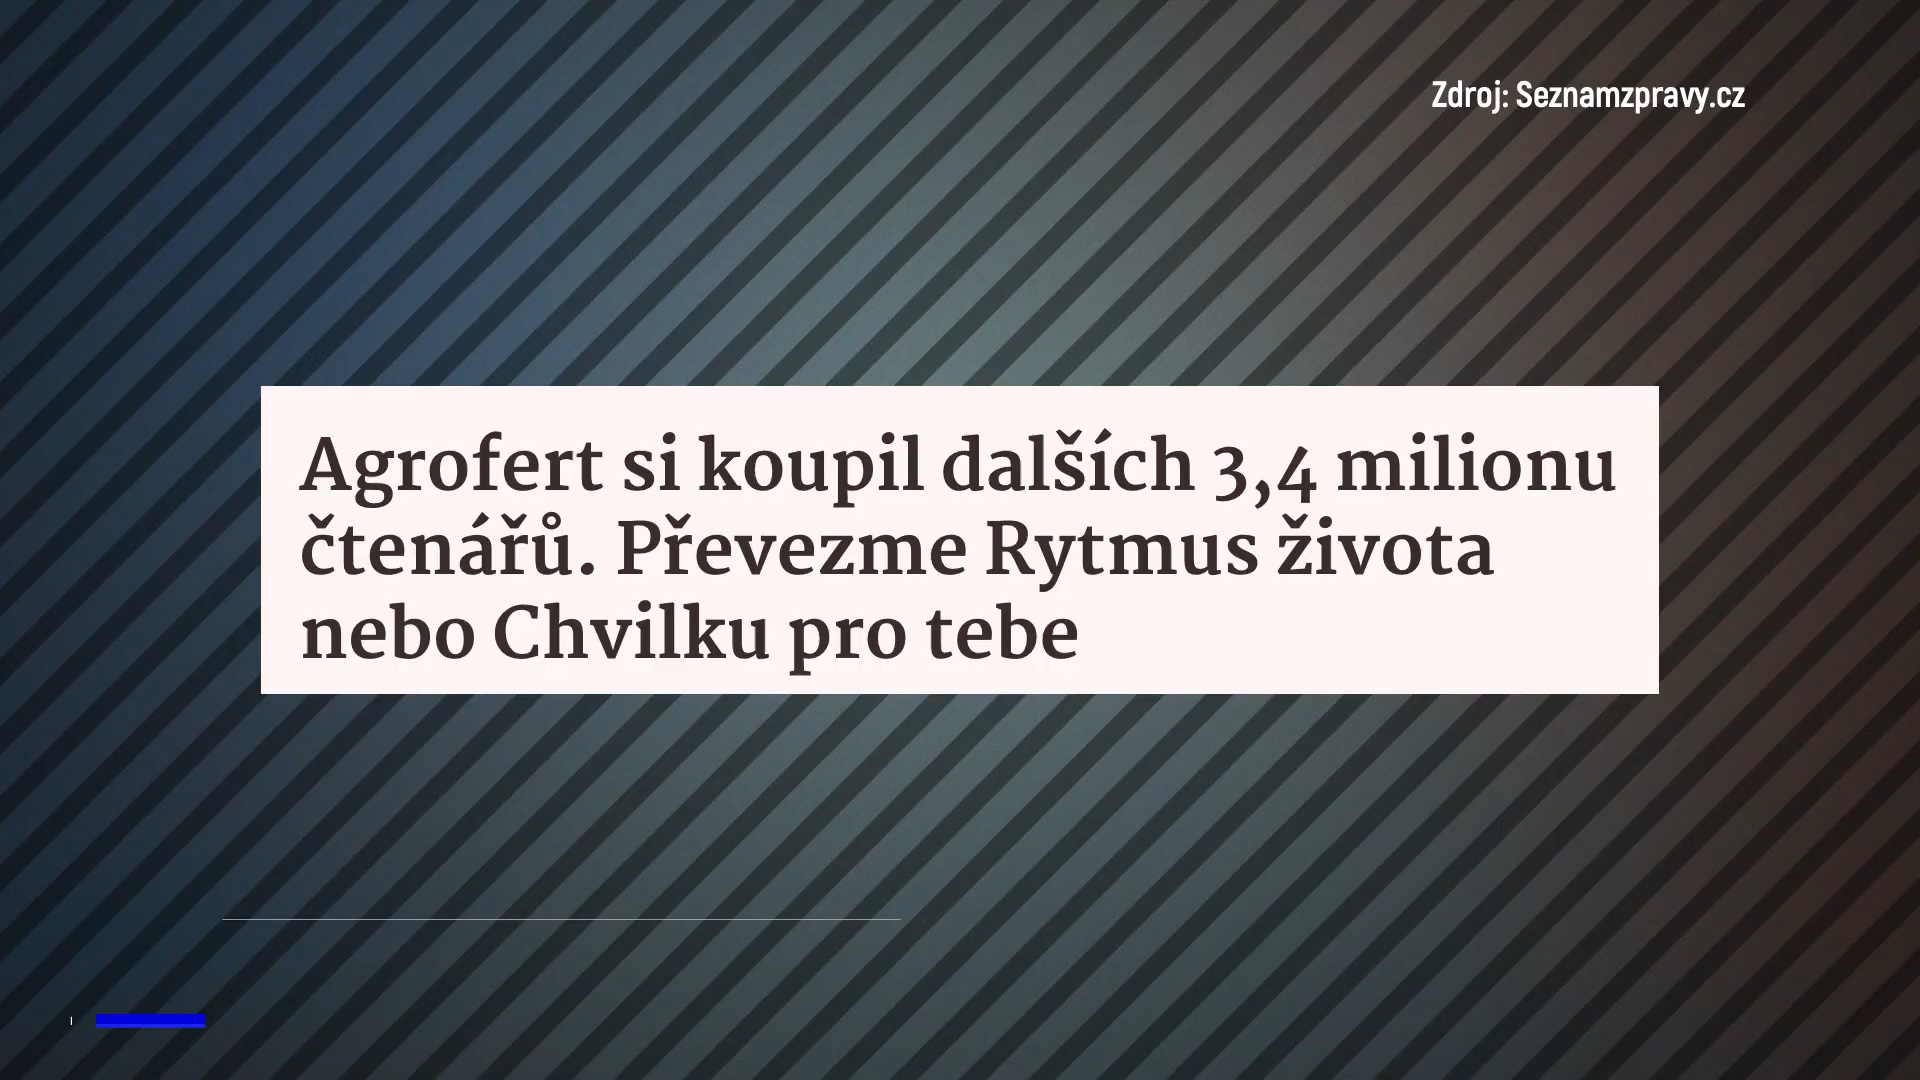 Zdroj: Seznamzpravy.cz
Agrofert si koupil dalších 3,4 milionu
čtenářů. Převezme Rytmus života
nebo Chvilku pro tebe